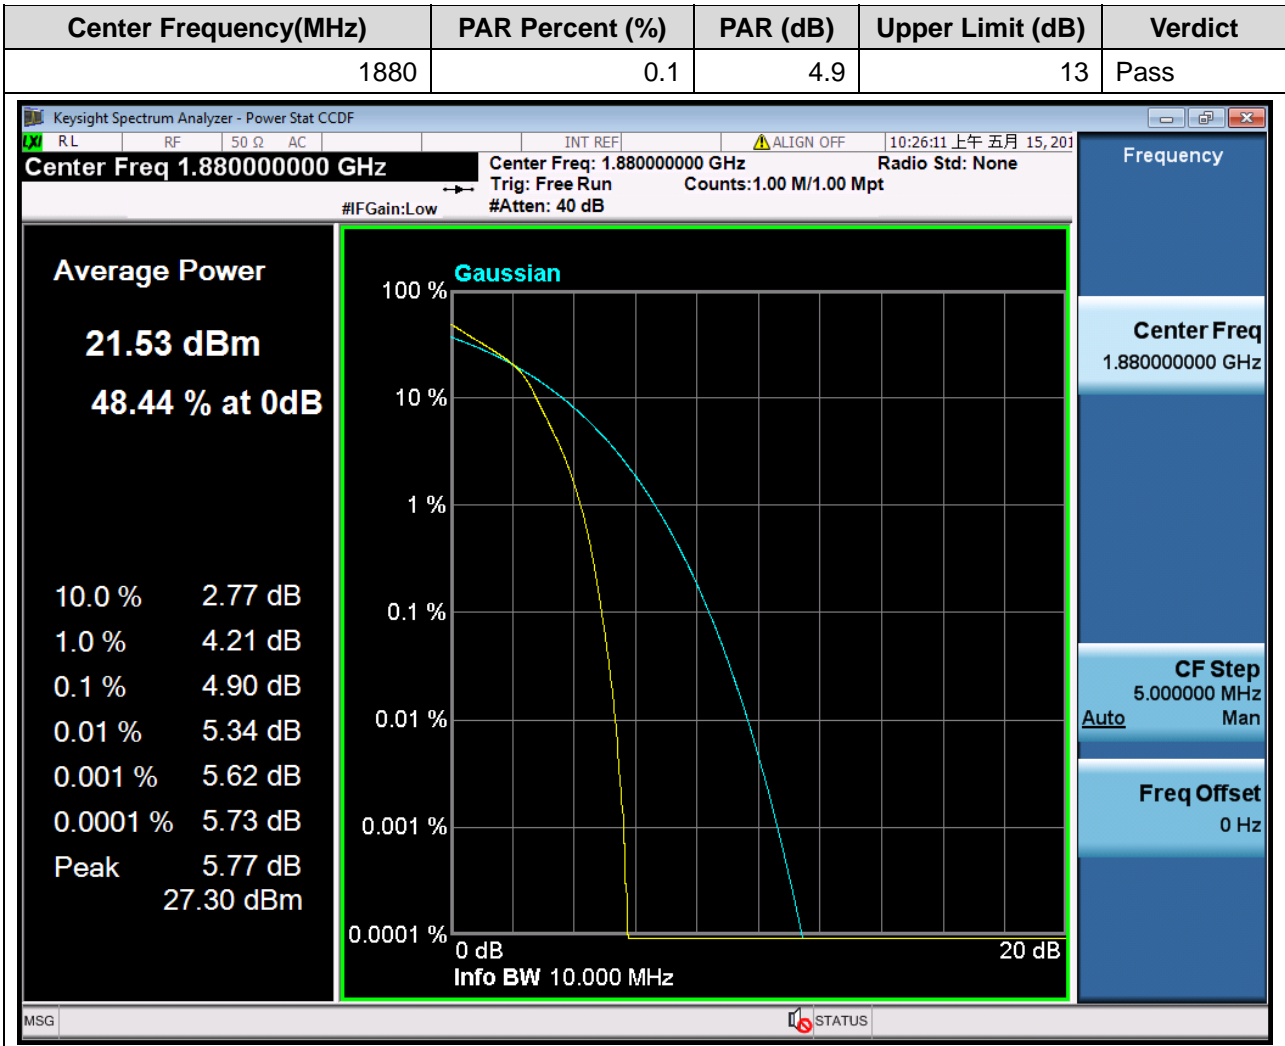 Center Frequency(MHz) PAR Percent (%) PAR (dB) Upper Limit (dB) Verdict
1880 0.1 4.9 13 Pass
Keysight Spectrum Analyzer - Power Stat CCDF
LXI RL RF 50 Ω AC INT REF ALIGN OFF 10:26:11 上午 五月 15, 201
Center Freq 1.880000000 GHz
#IFGain:Low
Center Freq: 1.880000000 GHz Radio Std: None
Trig: Free Run Counts:1.00 M/1.00 Mpt
#Atten: 40 dB
Average Power
21.53 dBm
48.44 % at 0dB
10.0 % 2.77 dB
1.0 % 4.21 dB
0.1 % 4.90 dB
0.01 % 5.34 dB
0.001 % 5.62 dB
0.0001 % 5.73 dB
Peak 5.77 dB
27.30 dBm
Gaussian
100 %
10 %
1 %
0.1 %
0.01 %
0.001 %
0.0001 %
0 dB 20 dB
Info BW 10.000 MHz
Frequency
Center Freq
1.880000000 GHz
CF Step
5.000000 MHz
Auto Man
Freq Offset
0 Hz
MSG STATUS